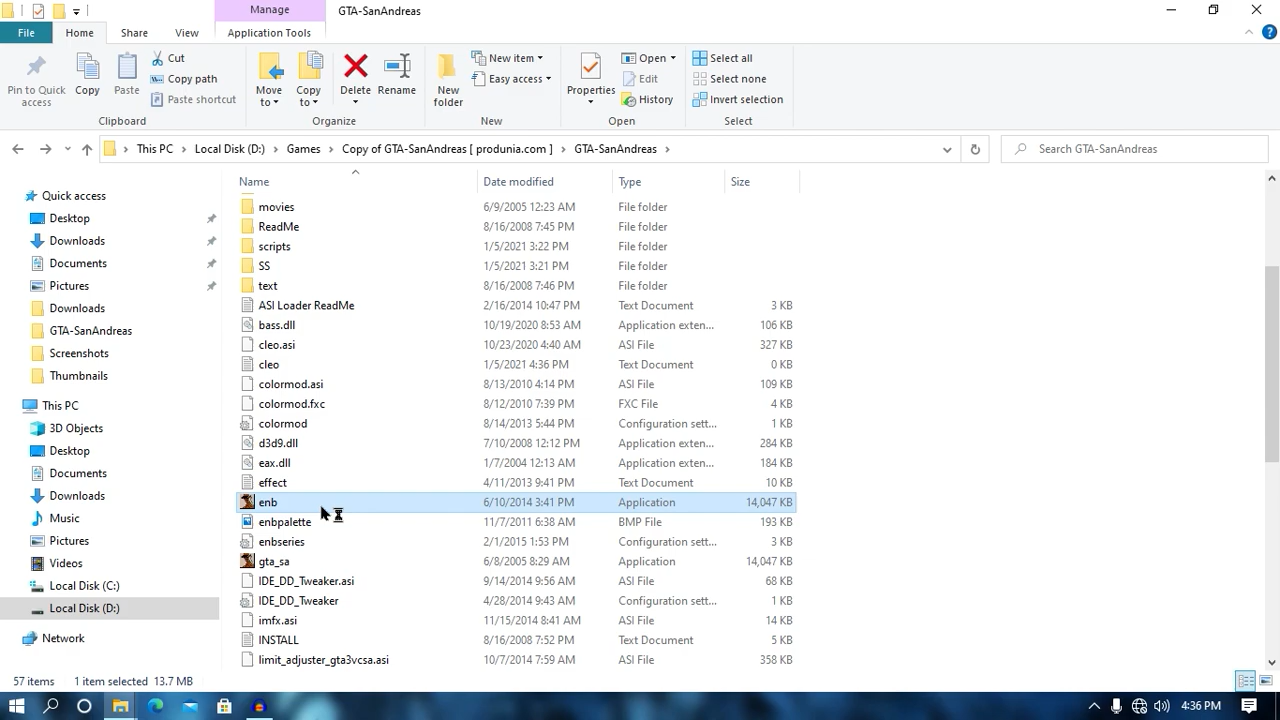 Manage
GTA-SanAndreas
File
Home
Share
View
Application Tools
Pin to Quick access
Copy
Paste
Cut
Copy path
Paste shortcut
Clipboard
Move to
Copy to
Delete
Rename
Organize
New folder
New item
Easy access
New
Properties
Open
Edit
History
Open
Select all
Select none
Invert selection
Select
This PC > Local Disk (D:) > Games > Copy of GTA-SanAndreas [ produnia.com ] > GTA-SanAndreas >
Search GTA-SanAndreas
Quick access
Desktop
Downloads
Documents
Pictures
Downloads
GTA-SanAndreas
Screenshots
Thumbnails
This PC
3D Objects
Desktop
Documents
Downloads
Music
Pictures
Videos
Local Disk (C:)
Local Disk (D:)
Network
Name Date modified Type Size
movies 6/9/2005 12:23 AM File folder
ReadMe 8/16/2008 7:45 PM File folder
scripts 1/5/2021 3:22 PM File folder
SS 1/5/2021 3:21 PM File folder
text 8/16/2008 7:46 PM File folder
ASI Loader ReadMe 2/16/2014 10:47 PM Text Document 3 KB
bass.dll 10/19/2020 8:53 AM Application exten... 106 KB
cleo.asi 10/23/2020 4:40 AM ASI File 327 KB
cleo 1/5/2021 4:36 PM Text Document 0 KB
colormod.asi 8/13/2010 4:14 PM ASI File 109 KB
colormod.fxc 8/12/2010 7:39 PM FXC File 4 KB
colormod 8/14/2013 5:44 PM Configuration sett... 1 KB
d3d9.dll 7/10/2008 12:12 PM Application exten... 284 KB
eax.dll 1/7/2004 12:13 AM Application exten... 184 KB
effect 4/11/2013 9:41 PM Text Document 10 KB
enb 6/10/2014 3:41 PM Application 14,047 KB
enbpalette 11/7/2011 6:38 AM BMP File 193 KB
enbseries 2/1/2015 1:53 PM Configuration sett... 3 KB
gta_sa 6/8/2005 8:29 AM Application 14,047 KB
IDE_DD_Tweaker.asi 9/14/2014 9:56 AM ASI File 68 KB
IDE_DD_Tweaker 4/28/2014 9:43 AM Configuration sett... 1 KB
imfx.asi 11/15/2014 8:41 AM ASI File 14 KB
INSTALL 8/16/2008 7:52 PM Text Document 5 KB
limit_adjuster_gta3vcsa.asi 10/7/2014 7:59 AM ASI File 358 KB
57 items 1 item selected 13.7 MB
4:36 PM